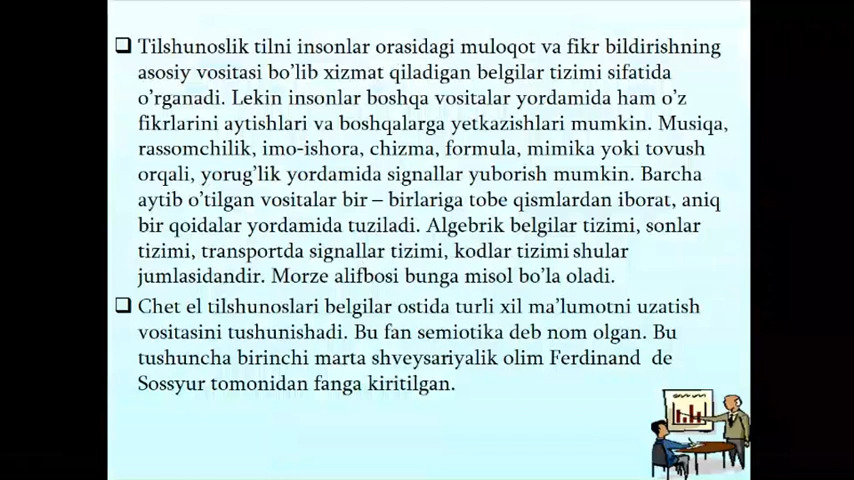 Tilshunoslik tilni insonlar orasidagi muloqot va fikr bildirishning
asosiy vositasi bo’lib xizmat qiladigan belgilar tizimi sifatida
o’rganadi. Lekin insonlar boshqa vositalar yordamida ham o’z
fikrlarini aytishlari va boshqalarga yetkazishlari mumkin. Musiqa,
rassomchilik, imo-ishora, chizma, formula, mimika yoki tovush
orqali, yorug’lik yordamida signallar yuborish mumkin. Barcha
aytib o’tilgan vositalar bir – birlariga tobe qismlardan iborat, aniq
bir qoidalar yordamida tuziladi. Algebrik belgilar tizimi, sonlar
tizimi, transportda signallar tizimi, kodlar tizimi shular
jumlasidandir. Morze alifbosi bunga misol bo’la oladi.
Chet el tilshunoslari belgilar ostida turli xil ma’lumotni uzatish
vositasini tushunishadi. Bu fan semiotika deb nom olgan. Bu
tushuncha birinchi marta shveysariyalik olim Ferdinand de
Sossyur tomonidan fanga kiritilgan.